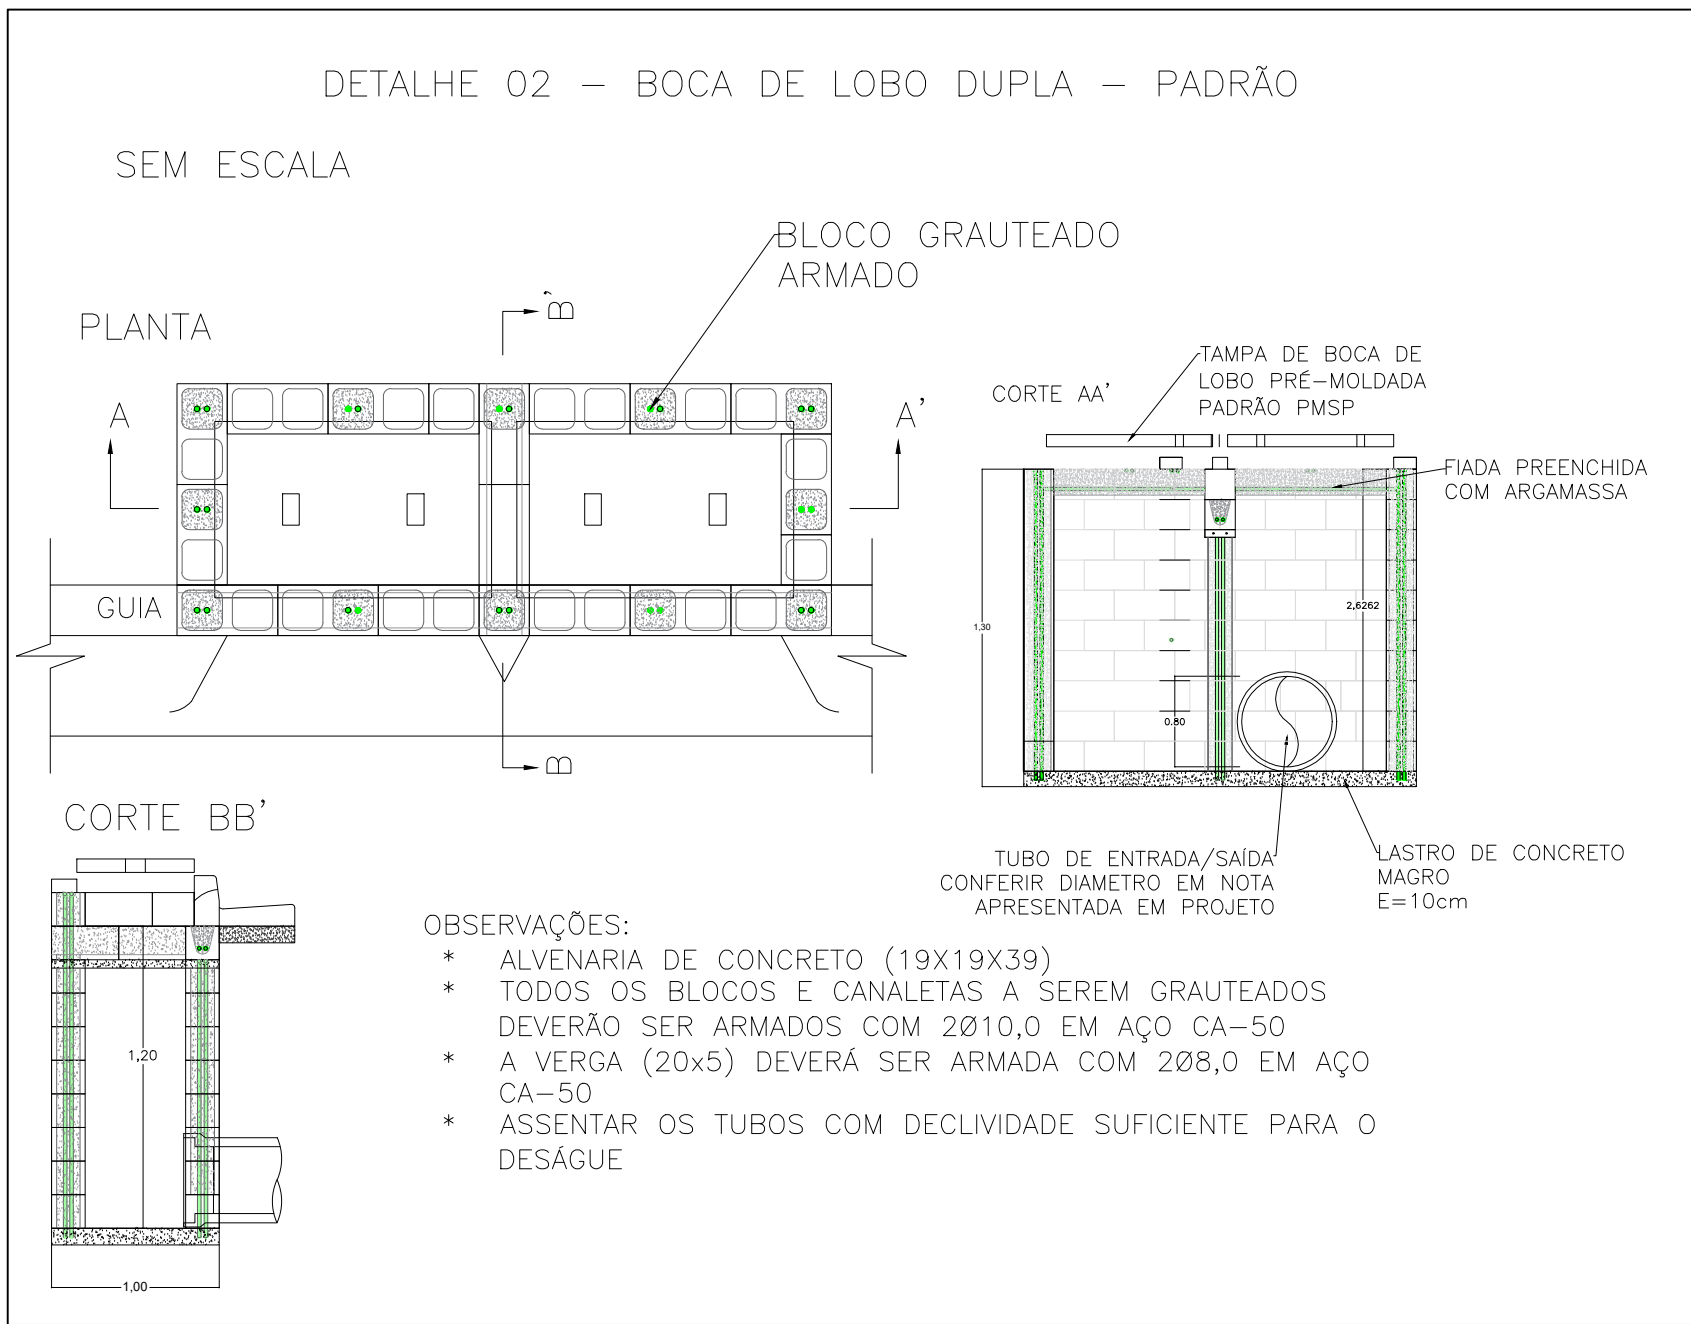 DETALHE 02 – BOCA DE LOBO DUPLA – PADRÃO
SEM ESCALA
BLOCO GRAUTEADO
ARMADO
B'
PLANTA
A
A'
GUIA
B
CORTE AA'
TAMPA DE BOCA DE
LOBO PRÉ-MOLDADA
PADRÃO PMSP
FIADA PREENCHIDA
COM ARGAMASSA
1,30
2,6262
0.80
TUBO DE ENTRADA/SAÍDA
CONFERIR DIAMETRO EM NOTA
APRESENTADA EM PROJETO
LASTRO DE CONCRETO
MAGRO
E=10cm
CORTE BB'
1,20
1,00
OBSERVAÇÕES:
* ALVENARIA DE CONCRETO (19X19X39)
* TODOS OS BLOCOS E CANALETAS A SEREM GRAUTEADOS
DEVERÃO SER ARMADOS COM 2Ø10,0 EM AÇO CA-50
* A VERGA (20x5) DEVERÁ SER ARMADA COM 2Ø8,0 EM AÇO
CA-50
* ASSENTAR OS TUBOS COM DECLIVIDADE SUFICIENTE PARA O
DESÁGUE